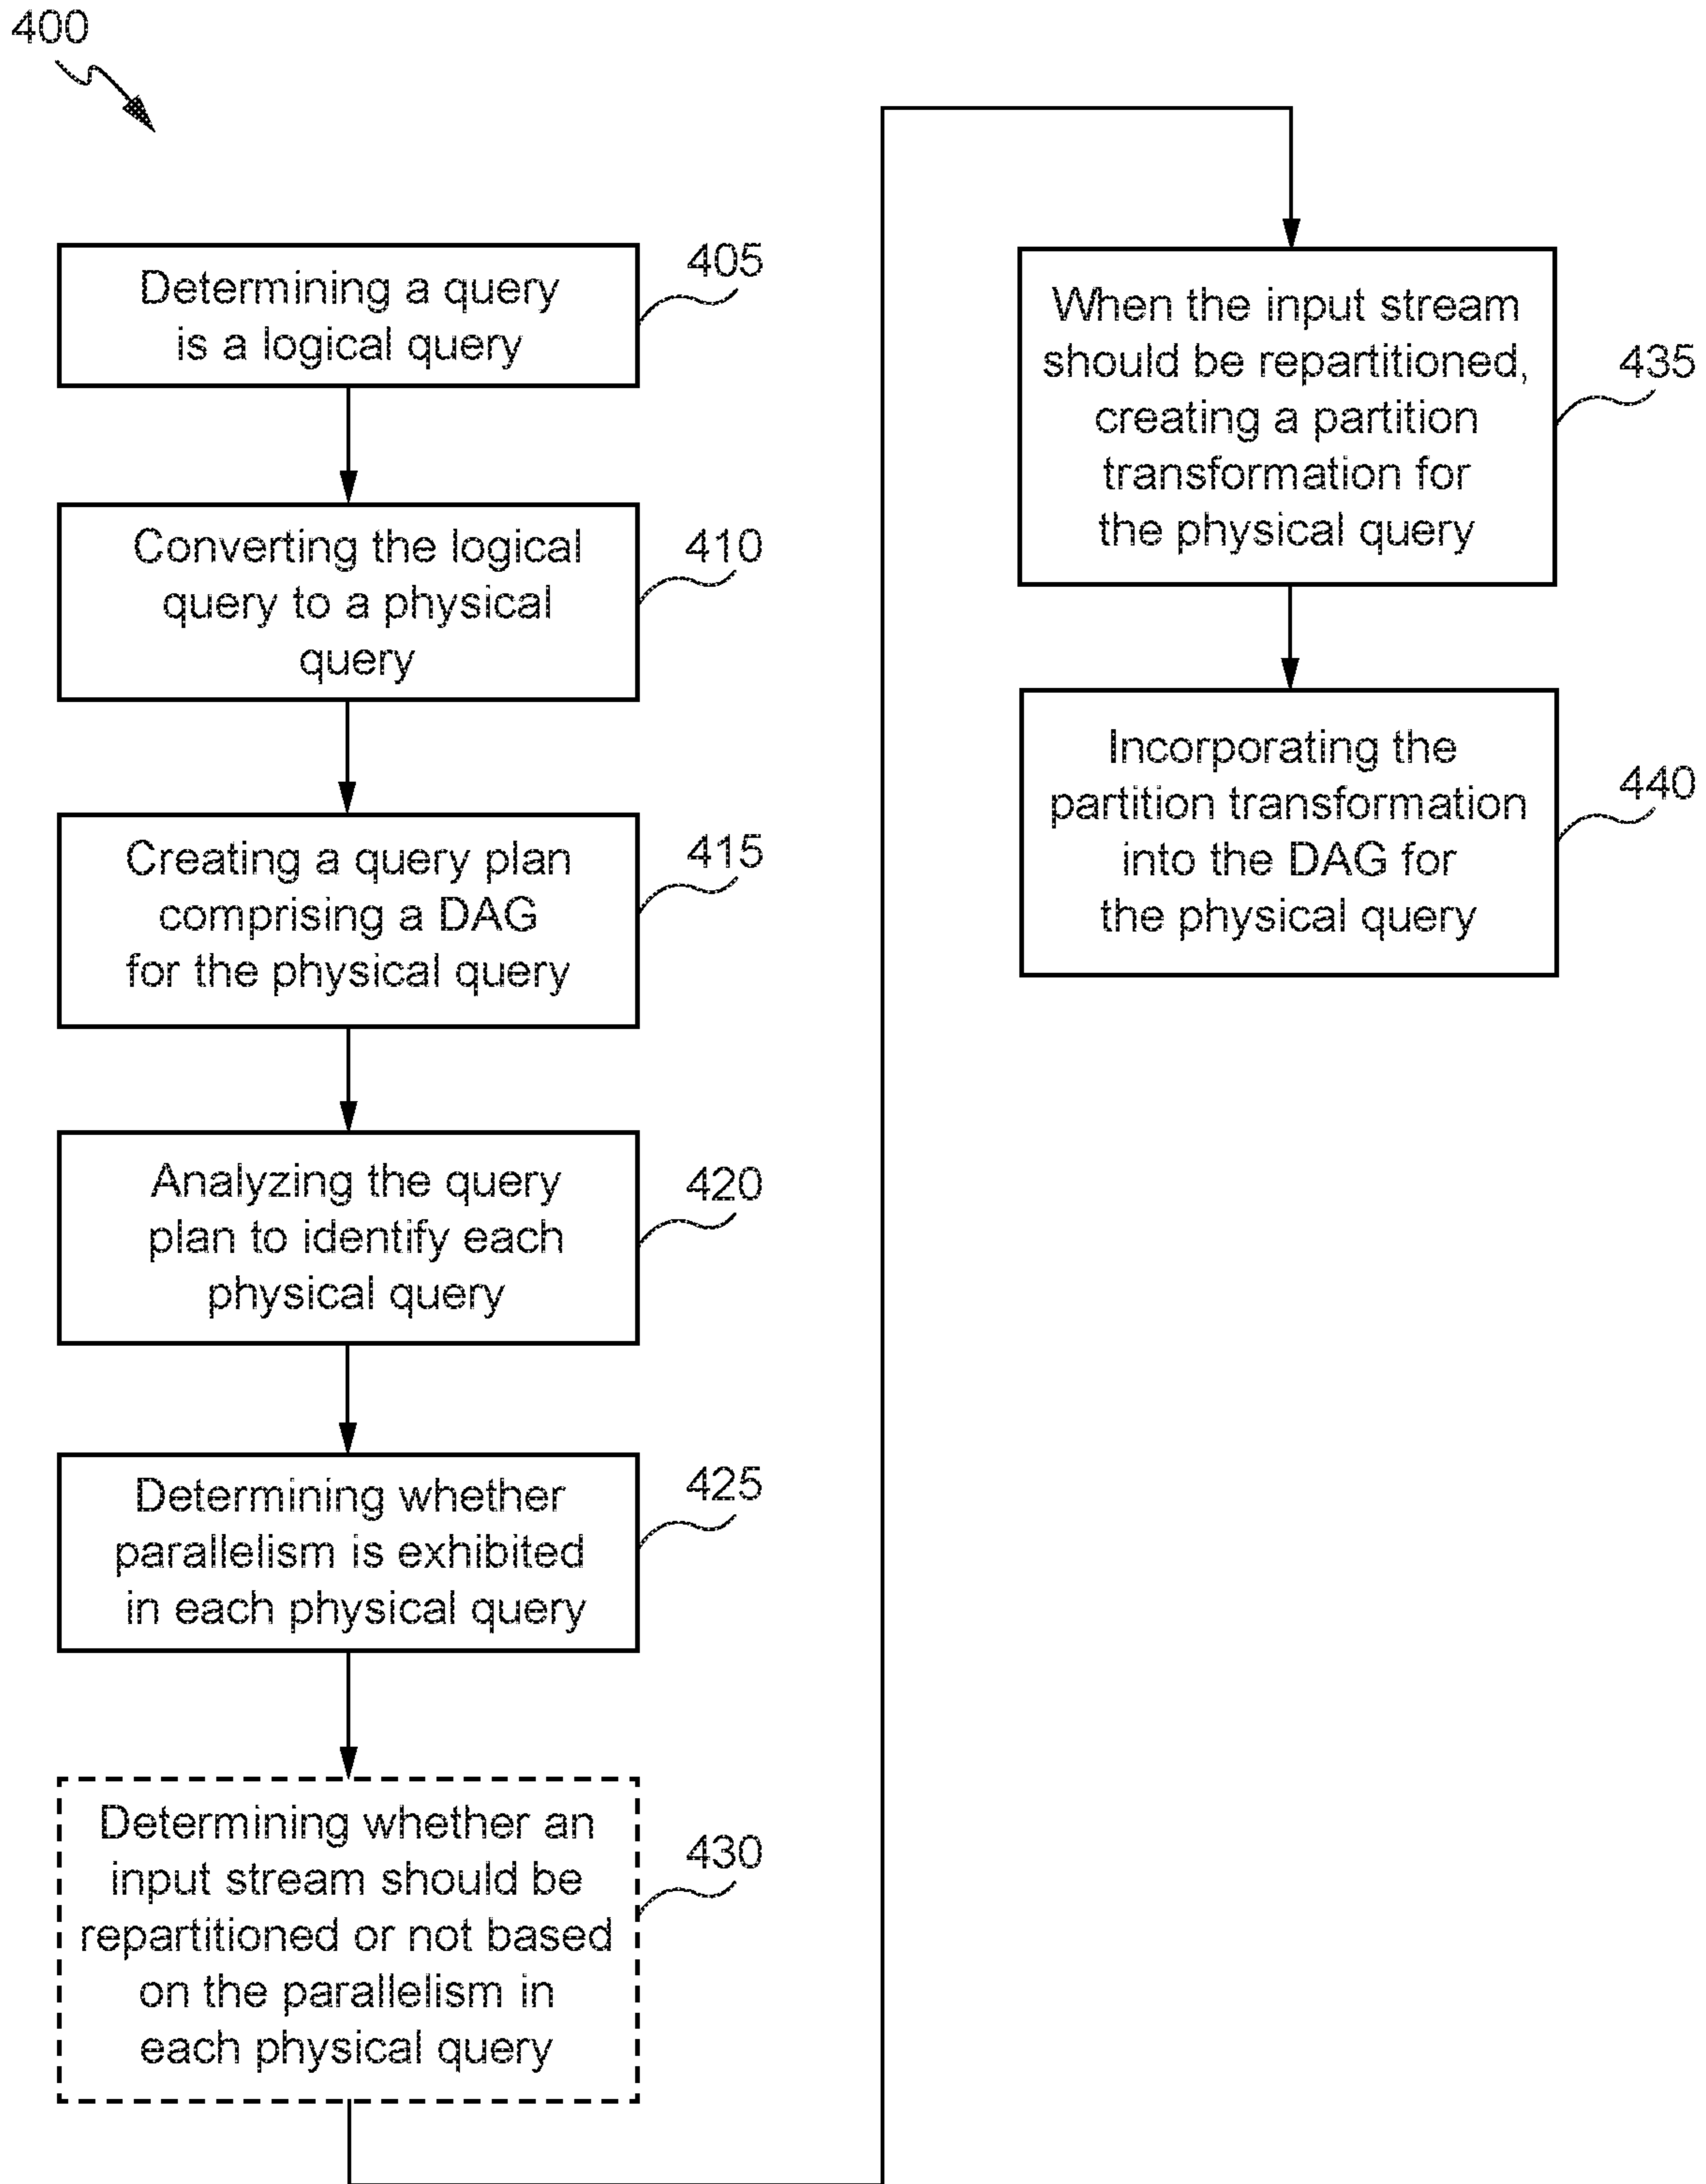 400
Determining a query
is a logical query
405
Converting the logical
query to a physical
query
410
Creating a query plan
comprising a DAG
for the physical query
415
Analyzing the query
plan to identify each
physical query
420
Determining whether
parallelism is exhibited
in each physical query
425
Determining whether an
input stream should be
repartitioned or not based
on the parallelism in
each physical query
430
When the input stream
should be repartitioned,
creating a partition
transformation for
the physical query
435
Incorporating the
partition transformation
into the DAG for
the physical query
440